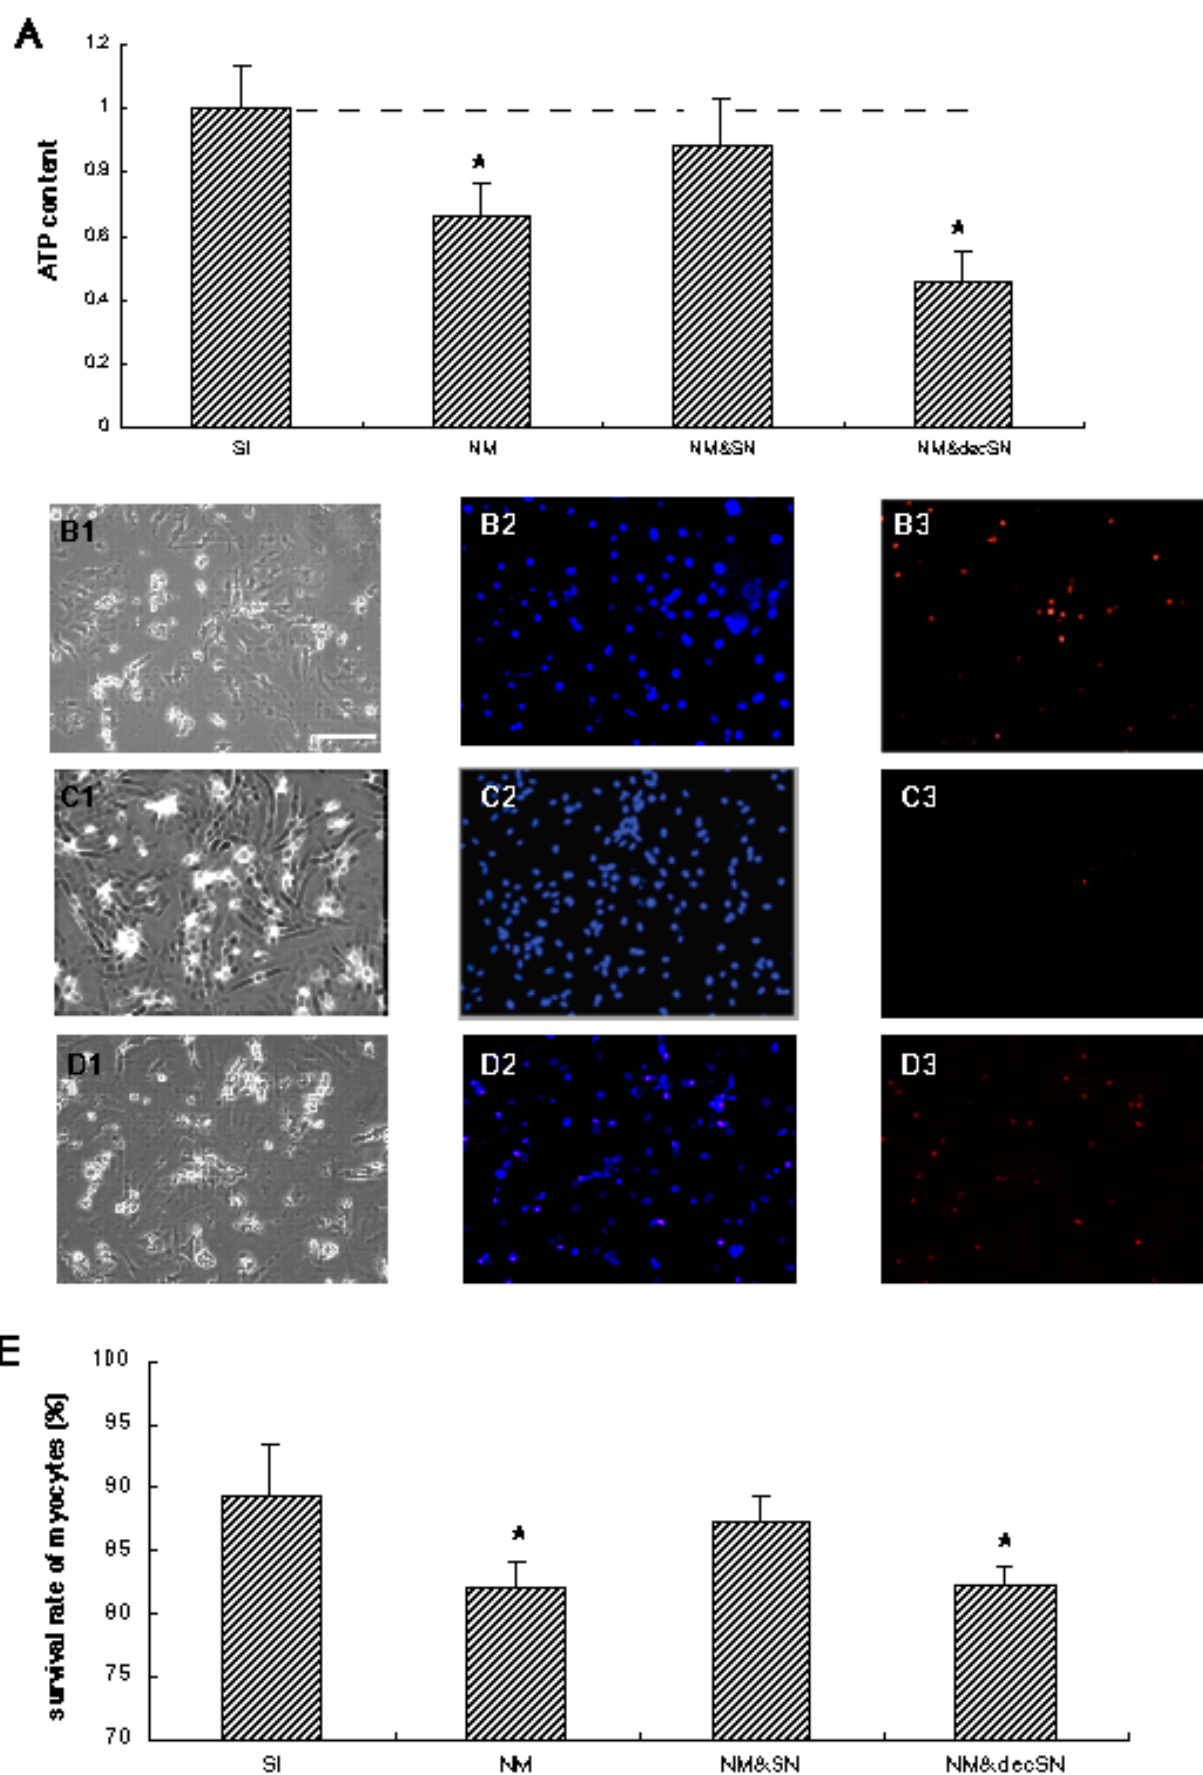 A
ATP content
1.2
1
0.8
0.6
0.4
0.2
0
SI NM NM&SN NM&decSN
B1 B2 B3
C1 C2 C3
D1 D2 D3
E
survival rate of myocytes (%)
100
95
90
85
80
75
70
SI NM NM&SN NM&decSN